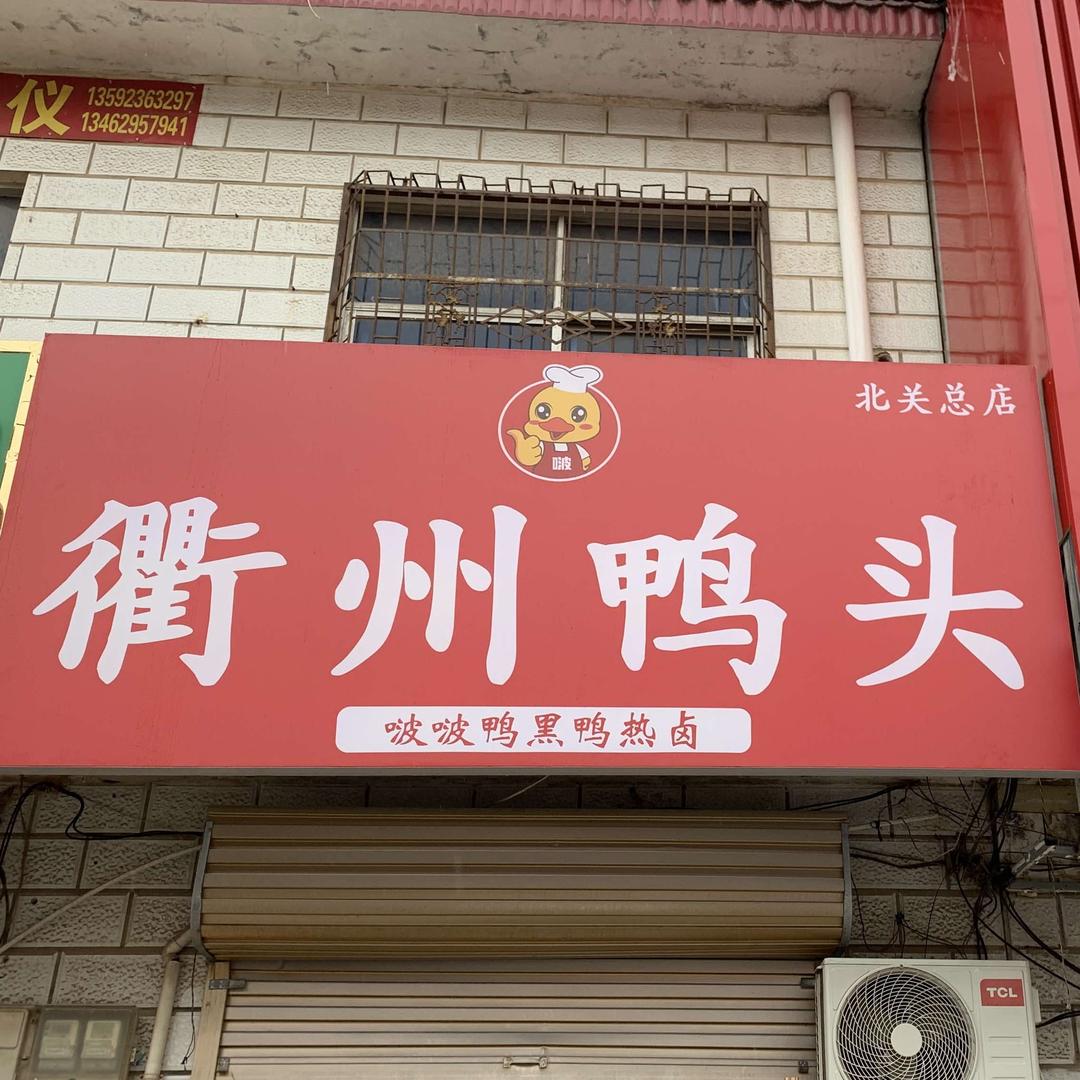 仪 13592363297
13462957941
北关总店
啵
衢州鸭头
啵啵鸭黑鸭热卤
TCL